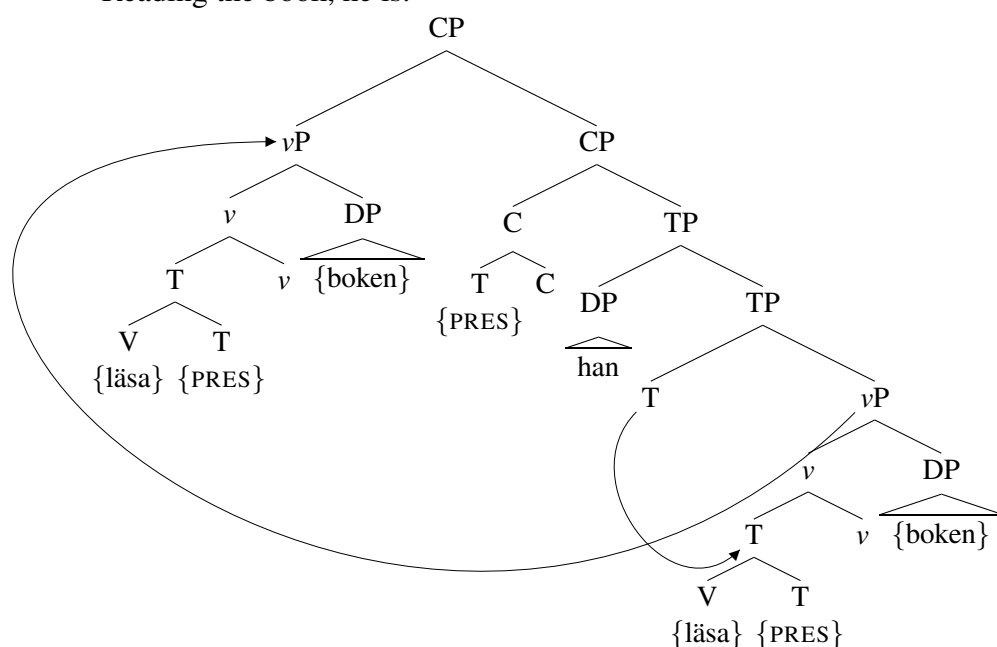 Reading the book, he is.
CP
vP CP
v DP C TP
T v {boken} T C DP TP
{PRES}
V T
han
{läsa} {PRES}
T vP
v DP
T v {boken}
V T
{läsa} {PRES}